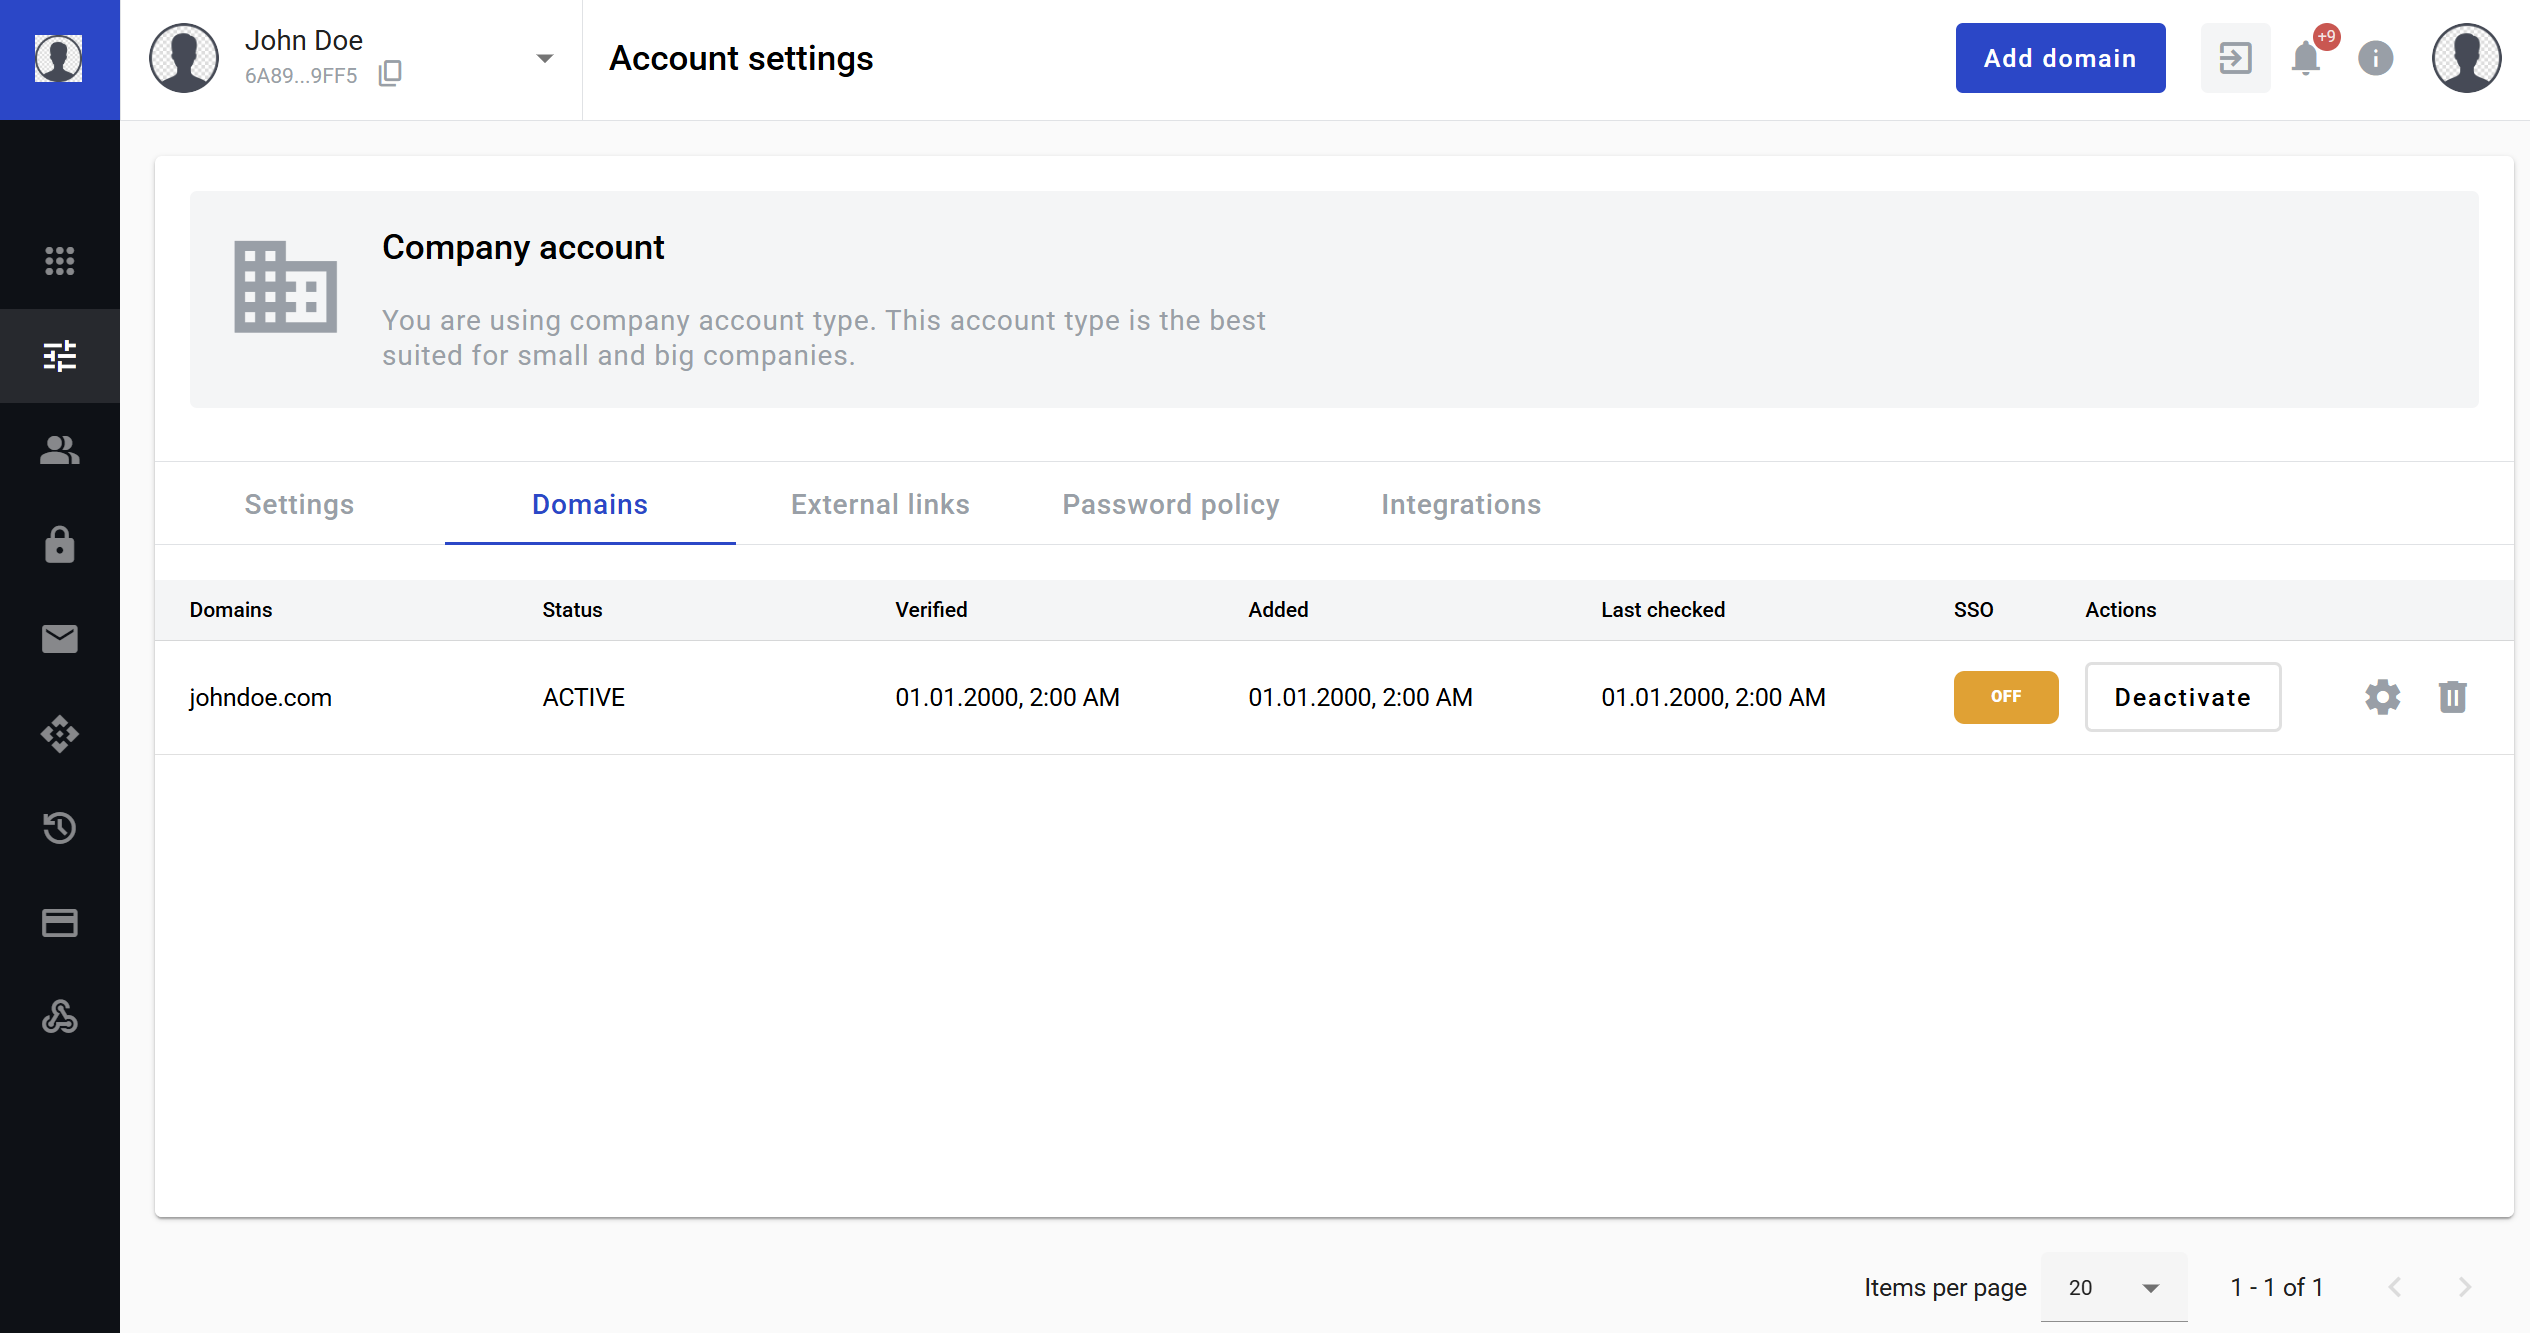 John Doe
6A89...9FF5
Account settings
Add domain
+9
Company account
You are using company account type. This account type is the best
suited for small and big companies.
Settings Domains External links Password policy Integrations
Domains Status Verified Added Last checked SSO Actions
johndoe.com ACTIVE 01.01.2000, 2:00 AM 01.01.2000, 2:00 AM 01.01.2000, 2:00 AM OFF Deactivate
Items per page 20 1 - 1 of 1